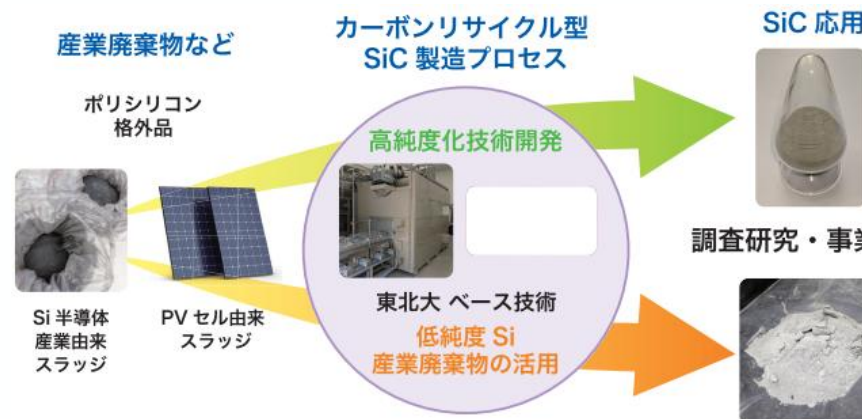 産業廃棄物など
ポリシリコン
格外品
Si 半導体
産業由来
スラッジ
PV セル由来
スラッジ
カーボンリサイクル型
SiC 製造プロセス
高純度化技術開発
東北大 ベース技術
低純度 Si
産業廃棄物の活用
SiC 応用
調査研究・事業